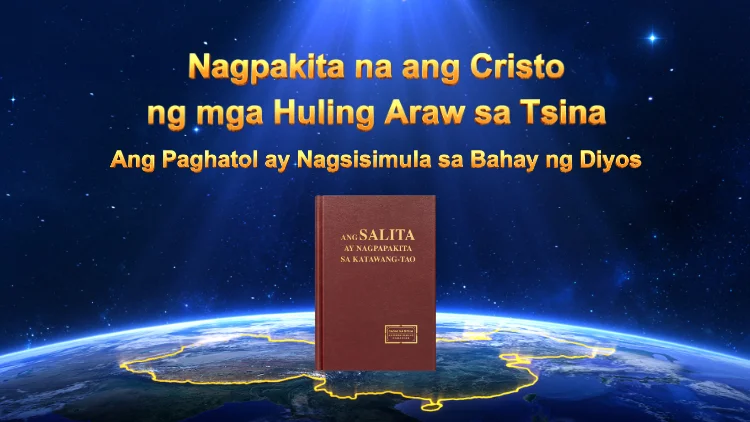 Nagpakita na ang Cristo
ng mga Huling Araw sa Tsina
Ang Paghatol ay Nagsisimula sa Bahay ng Diyos
ANG SALITA
AY NAGPAPAKITA
SA KATAWANG-TAO